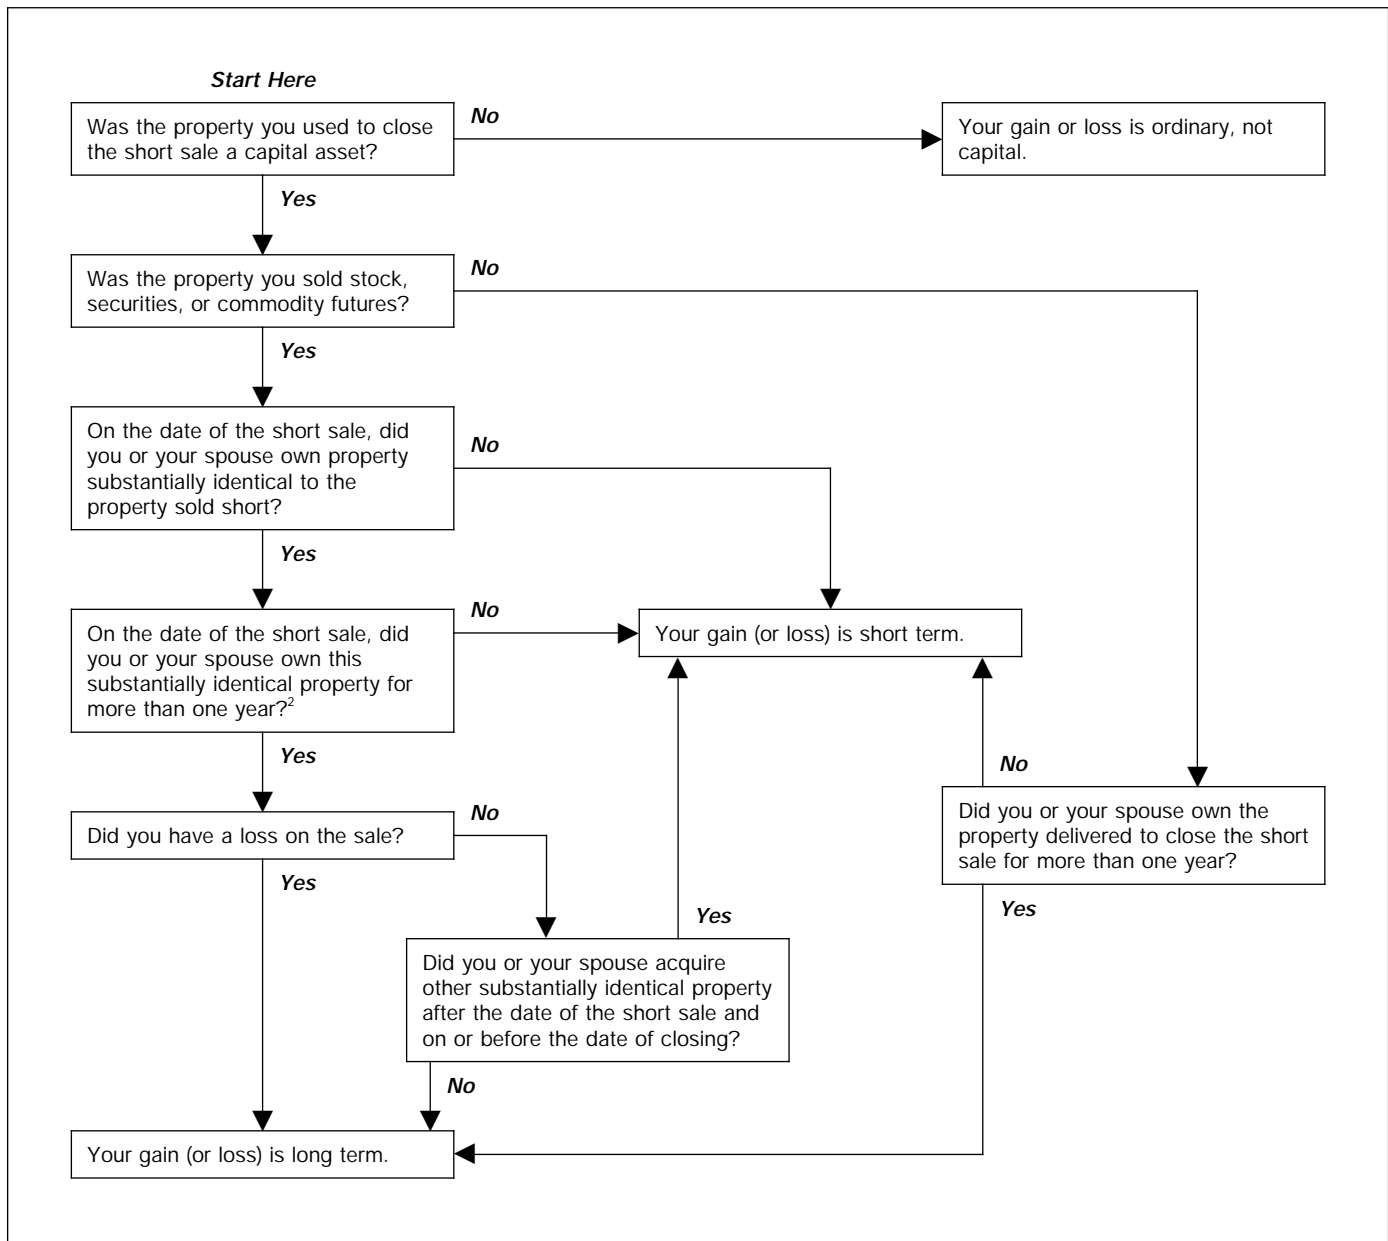 Start Here
Was the property you used to close
the short sale a capital asset?
No
Your gain or loss is ordinary, not
capital.
Yes
Was the property you sold stock,
securities, or commodity futures?
No
Yes
On the date of the short sale, did
you or your spouse own property
substantially identical to the
property sold short?
No
Yes
On the date of the short sale, did
you or your spouse own this
substantially identical property for
more than one year?²
No
Your gain (or loss) is short term.
Yes
Did you have a loss on the sale?
No
No
Did you or your spouse own the
property delivered to close the short
sale for more than one year?
Yes
Yes
Yes
Did you or your spouse acquire
other substantially identical property
after the date of the short sale and
on or before the date of closing?
No
Your gain (or loss) is long term.